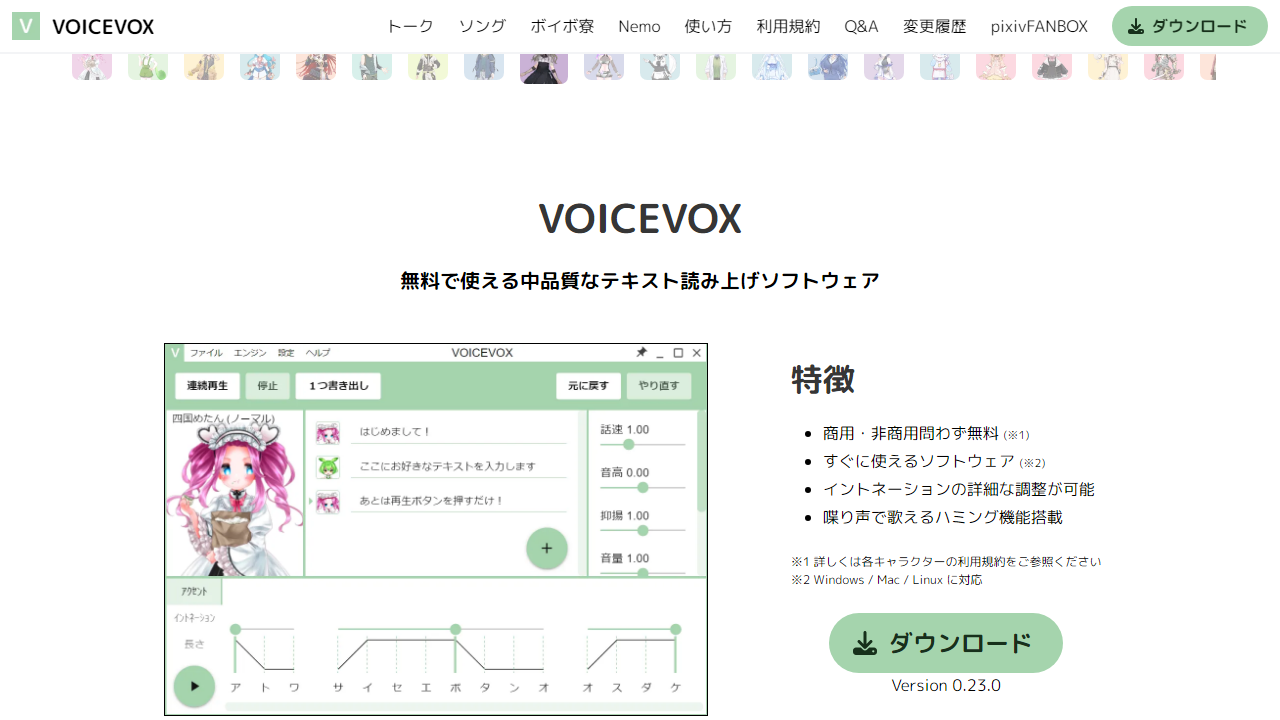 V VOICEVOX トーク ソング ボイボ寮 Nemo 使い方 利用規約 Q&A 変更履歴 pixivFANBOX ダウンロード
VOICEVOX
無料で使える中品質なテキスト読み上げソフトウェア
V ファイル エンジン 設定 ヘルプ VOICEVOX
連続再生 停止 1つ書き出し 元に戻す やり直す
四国めたん (ノーマル)
はじめまして!
ここにお好きなテキストを入力します
あとは再生ボタンを押すだけ!
話速 1.00
音高 0.00
抑揚 1.00
音量 1.00
アクセント
イントネーション
長さ
ア ト ワ サ イ セ エ ボ タ ン オ オ ス ダ ケ
特徴
• 商用・非商用問わず無料 (※1)
• すぐに使えるソフトウェア (※2)
• イントネーションの詳細な調整が可能
• 喋り声で歌えるハミング機能搭載
※1 詳しくは各キャラクターの利用規約をご参照ください
※2 Windows / Mac / Linux に対応
ダウンロード
Version 0.23.0